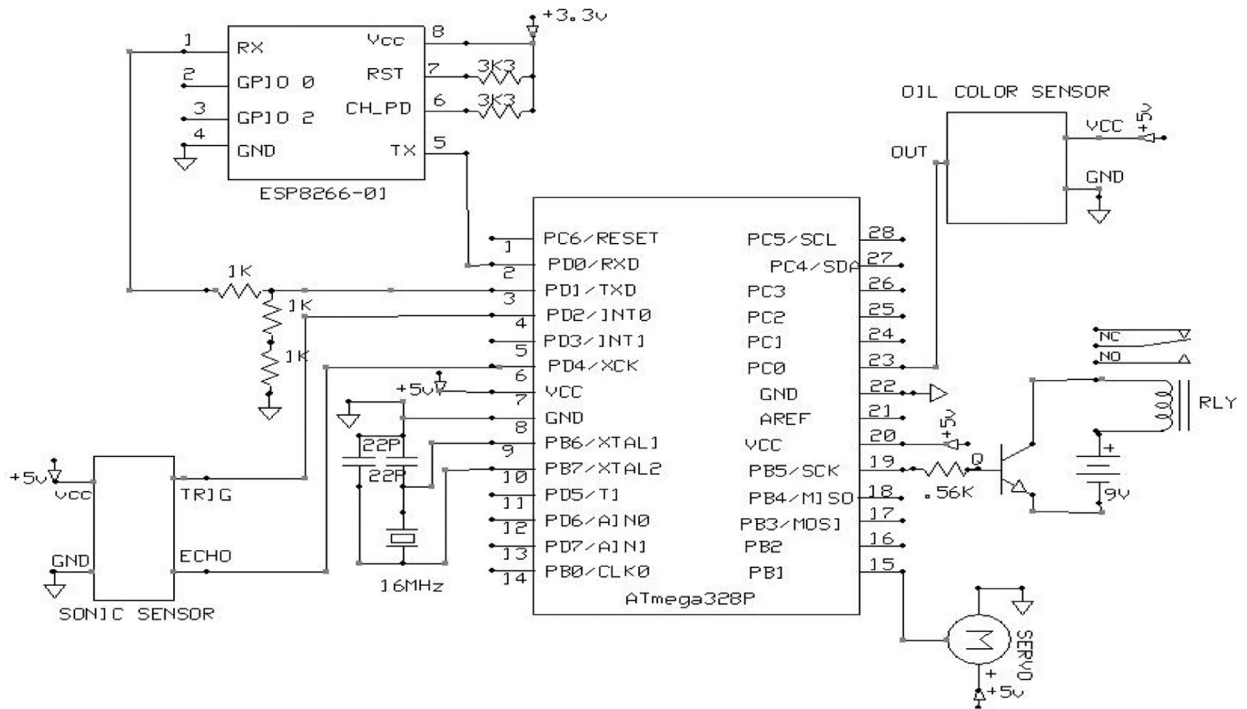 +3.3v
1 RX Vcc 8
2 GPIO 0 RST 7 3K3
3 GPIO 2 CH_PD 6 3K3
4 GND TX 5
ESP8266-01
OIL COLOR SENSOR
VCC +5v
OUT
GND
1 PC6/RESET PC5/SCL 28
2 PD0/RXD PC4/SDA 27
3 PD1/TXD PC3 26
4 PD2/INT0 PC2 25
5 PD3/INT1 PC1 24
6 PD4/XCK PC0 23
7 VCC GND 22
8 GND AREF 21
9 PB6/XTAL1 VCC 20
10 PB7/XTAL2 PB5/SCK 19
11 PD5/T1 PB4/MISO 18
12 PD6/AIN0 PB3/MOSI 17
13 PD7/AIN1 PB2 16
14 PB0/CLK0 PB1 15
ATmega328P
1K
1K
1K
+5v
22P
22P
16MHz
+5v
VCC
TRIG
GND
ECHO
SONIC SENSOR
NC
NO
RLY
+5v
Q
.56K
+
9V
M
SERVO
+
+5v